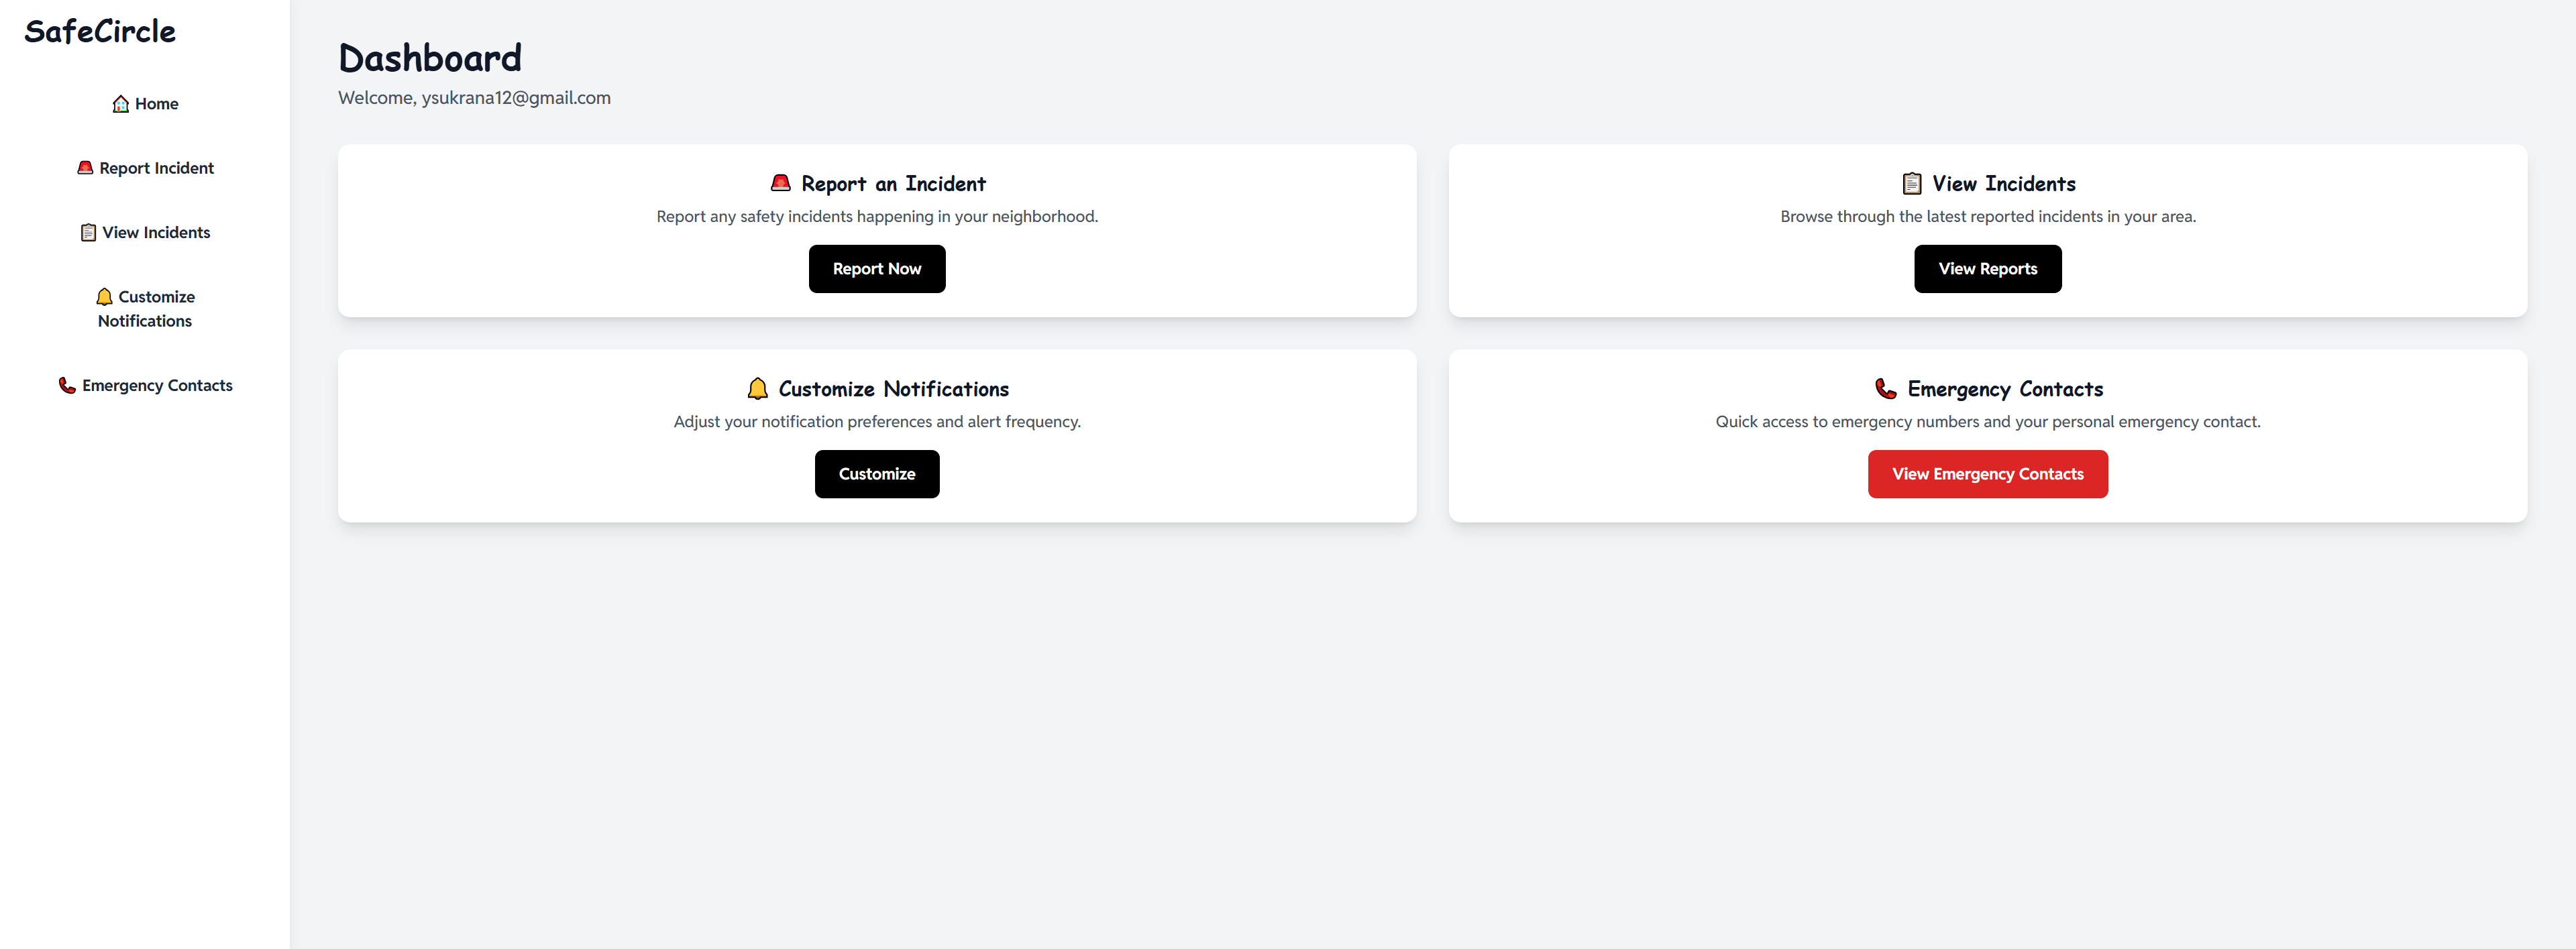 SafeCircle
🏠 Home
🚨 Report Incident
📋 View Incidents
🔔 Customize
Notifications
📞 Emergency Contacts
Dashboard
Welcome, ysukrana12@gmail.com
🚨 Report an Incident
Report any safety incidents happening in your neighborhood.
Report Now
📋 View Incidents
Browse through the latest reported incidents in your area.
View Reports
🔔 Customize Notifications
Adjust your notification preferences and alert frequency.
Customize
📞 Emergency Contacts
Quick access to emergency numbers and your personal emergency contact.
View Emergency Contacts